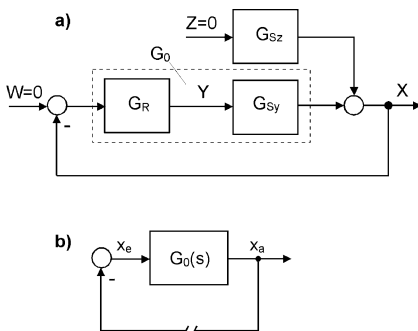 a)
Z=0
G_Sz
G_0
W=0
-
G_R
Y
G_Sy
X
b)
x_e
G_0(s)
x_a
-